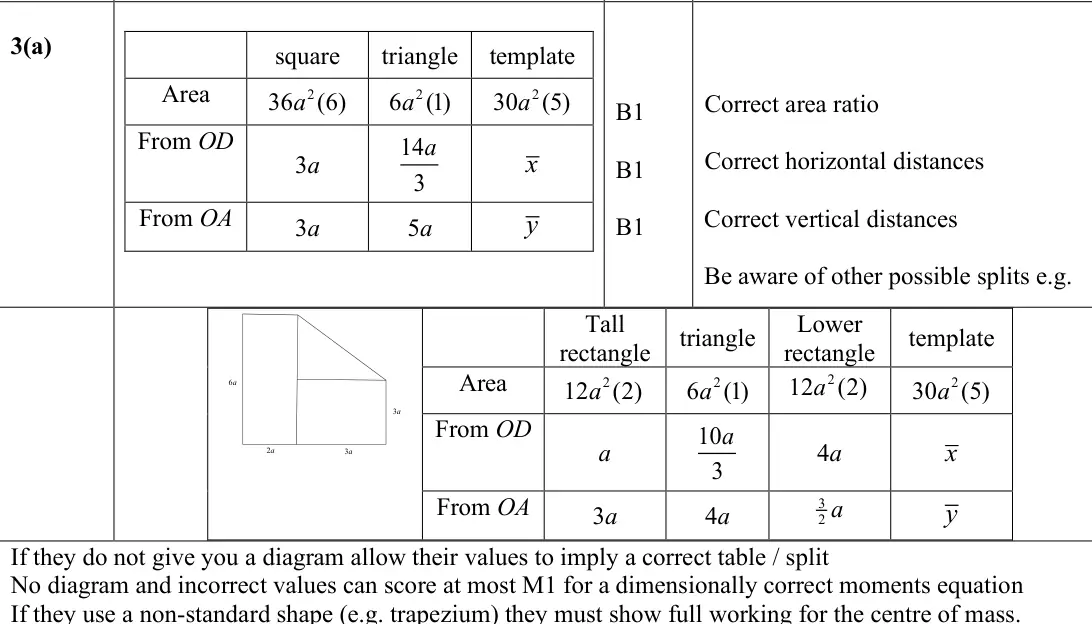 3(a)
square triangle template
Area 36a²(6) 6a²(1) 30a²(5) B1 Correct area ratio
From OD 3a 14a/3 x̅ B1 Correct horizontal distances
From OA 3a 5a y̅ B1 Correct vertical distances
Be aware of other possible splits e.g.
6a
3a
2a 3a
Tall rectangle triangle Lower rectangle template
Area 12a²(2) 6a²(1) 12a²(2) 30a²(5)
From OD a 10a/3 4a x̅
From OA 3a 4a 3/2 a y̅
If they do not give you a diagram allow their values to imply a correct table / split
No diagram and incorrect values can score at most M1 for a dimensionally correct moments equation
If they use a non-standard shape (e.g. trapezium) they must show full working for the centre of mass.